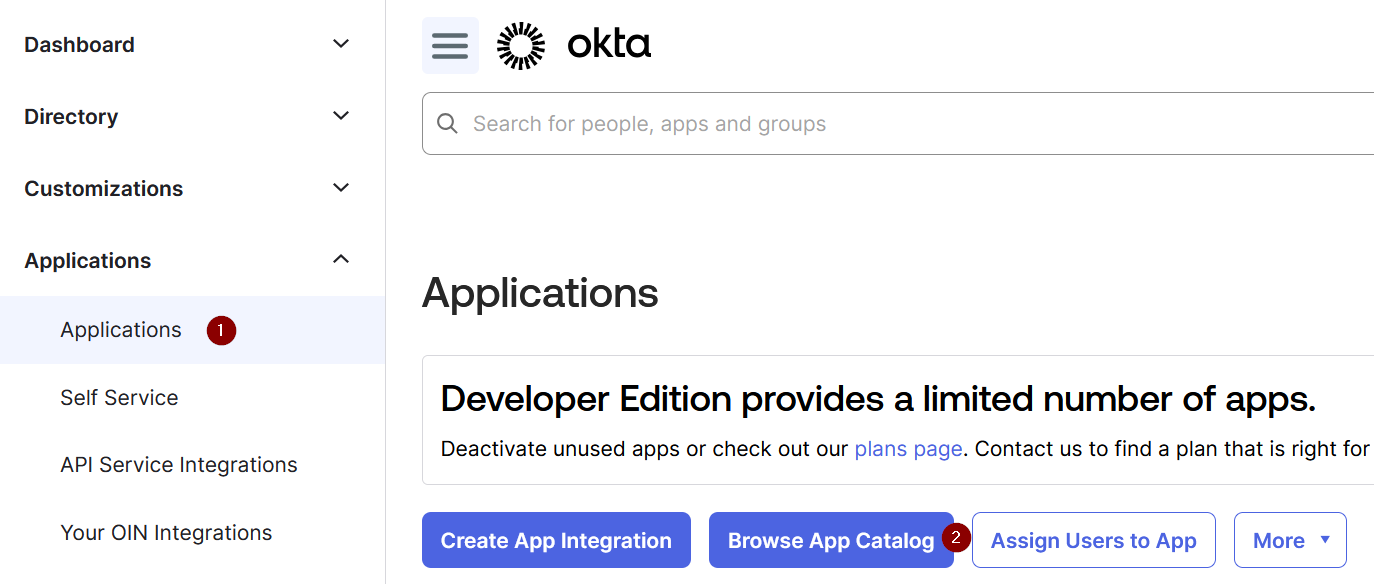 Dashboard
Directory
Customizations
Applications
Applications 1
Self Service
API Service Integrations
Your OIN Integrations
okta
Search for people, apps and groups
Applications
Developer Edition provides a limited number of apps.
Deactivate unused apps or check out our plans page. Contact us to find a plan that is right for
Create App Integration
Browse App Catalog 2
Assign Users to App
More